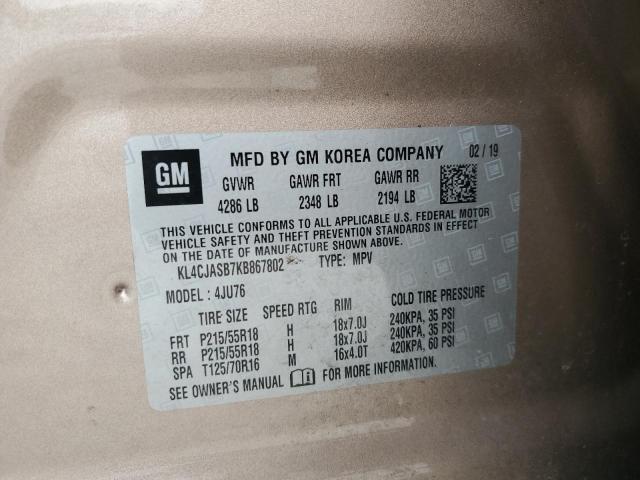 GM MFD BY GM KOREA COMPANY 02 / 19
GVWR GAWR FRT GAWR RR
4286 LB 2348 LB 2194 LB
THIS VEHICLE CONFORMS TO ALL APPLICABLE U.S. FEDERAL MOTOR
VEHICLE SAFETY AND THEFT PREVENTION STANDARDS IN EFFECT
ON THE DATE OF MANUFACTURE SHOWN ABOVE.
KL4CJASB7KB867802 TYPE: MPV
MODEL : 4JU76
TIRE SIZE SPEED RTG RIM COLD TIRE PRESSURE
FRT P215/55R18 H 18x7.0J 240KPA, 35 PSI
RR P215/55R18 H 18x7.0J 240KPA, 35 PSI
SPA T125/70R16 M 16x4.0T 420KPA, 60 PSI
SEE OWNER'S MANUAL FOR MORE INFORMATION.